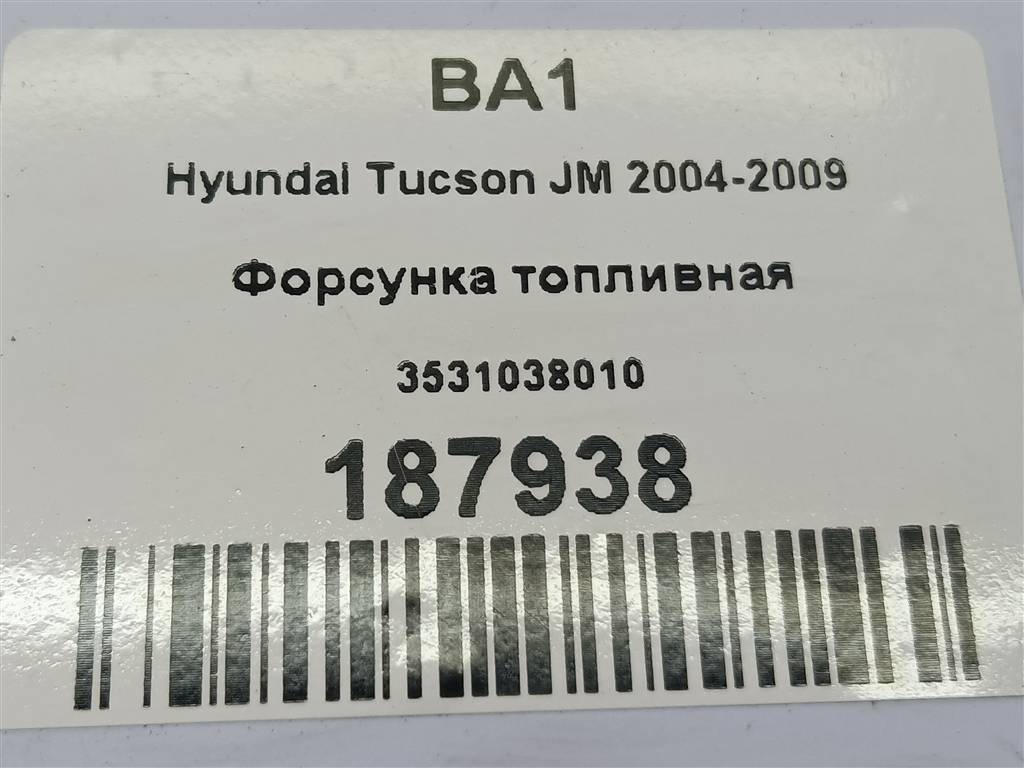 BA1
Hyundai Tucson JM 2004-2009
Форсунка топливная
3531038010
187938